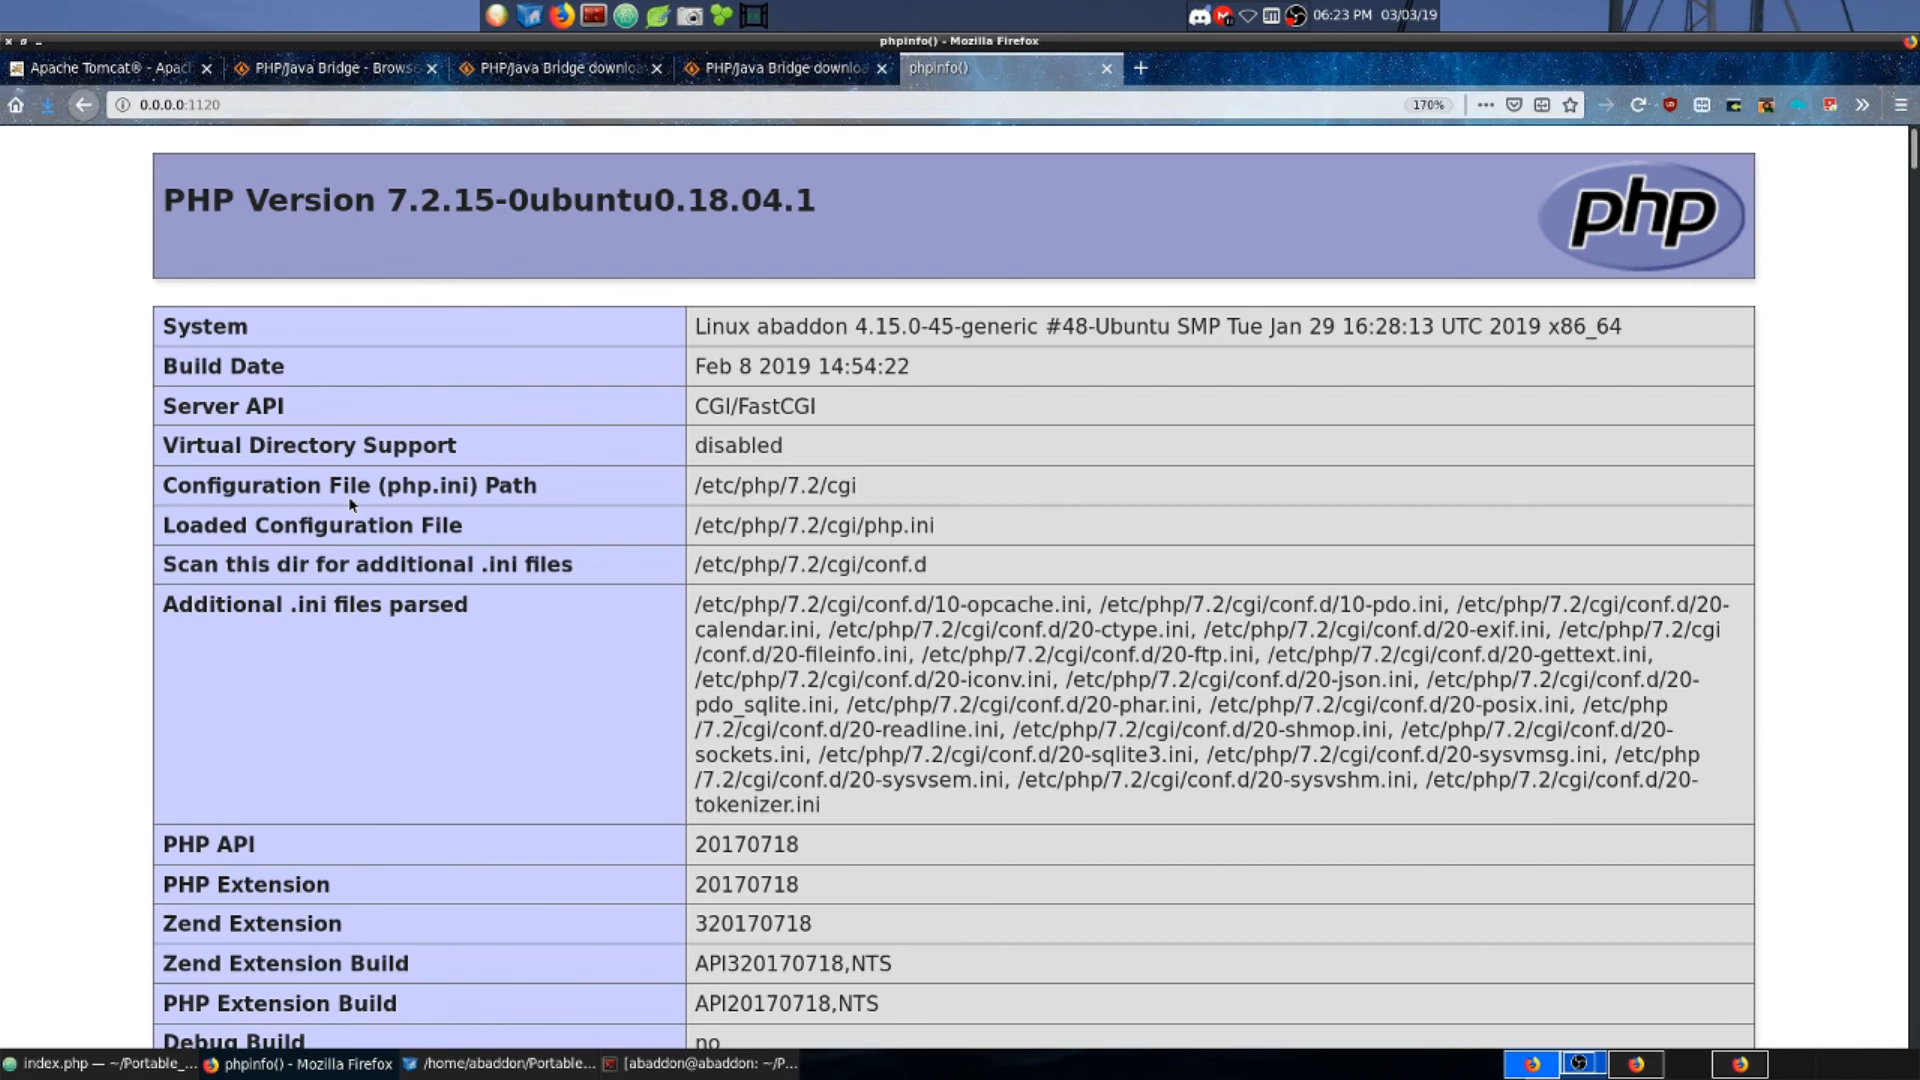 06:23 PM 03/03/19
phpinfo() - Mozilla Firefox
Apache Tomcat® - Apac
PHP/Java Bridge - Brows
PHP/Java Bridge downloa
PHP/Java Bridge downloa
phpinfo()
0.0.0.0:1120
170%
PHP Version 7.2.15-0ubuntu0.18.04.1
php
System
Linux abaddon 4.15.0-45-generic #48-Ubuntu SMP Tue Jan 29 16:28:13 UTC 2019 x86_64
Build Date
Feb 8 2019 14:54:22
Server API
CGI/FastCGI
Virtual Directory Support
disabled
Configuration File (php.ini) Path
/etc/php/7.2/cgi
Loaded Configuration File
/etc/php/7.2/cgi/php.ini
Scan this dir for additional .ini files
/etc/php/7.2/cgi/conf.d
Additional .ini files parsed
/etc/php/7.2/cgi/conf.d/10-opcache.ini, /etc/php/7.2/cgi/conf.d/10-pdo.ini, /etc/php/7.2/cgi/conf.d/20-
calendar.ini, /etc/php/7.2/cgi/conf.d/20-ctype.ini, /etc/php/7.2/cgi/conf.d/20-exif.ini, /etc/php/7.2/cgi
/conf.d/20-fileinfo.ini, /etc/php/7.2/cgi/conf.d/20-ftp.ini, /etc/php/7.2/cgi/conf.d/20-gettext.ini,
/etc/php/7.2/cgi/conf.d/20-iconv.ini, /etc/php/7.2/cgi/conf.d/20-json.ini, /etc/php/7.2/cgi/conf.d/20-
pdo_sqlite.ini, /etc/php/7.2/cgi/conf.d/20-phar.ini, /etc/php/7.2/cgi/conf.d/20-posix.ini, /etc/php
/7.2/cgi/conf.d/20-readline.ini, /etc/php/7.2/cgi/conf.d/20-shmop.ini, /etc/php/7.2/cgi/conf.d/20-
sockets.ini, /etc/php/7.2/cgi/conf.d/20-sqlite3.ini, /etc/php/7.2/cgi/conf.d/20-sysvmsg.ini, /etc/php
/7.2/cgi/conf.d/20-sysvsem.ini, /etc/php/7.2/cgi/conf.d/20-sysvshm.ini, /etc/php/7.2/cgi/conf.d/20-
tokenizer.ini
PHP API
20170718
PHP Extension
20170718
Zend Extension
320170718
Zend Extension Build
API320170718,NTS
PHP Extension Build
API20170718,NTS
Debug Build
no
index.php — ~/Portable_...
phpinfo() - Mozilla Firefox
/home/abaddon/Portable...
[abaddon@abaddon: ~/P...